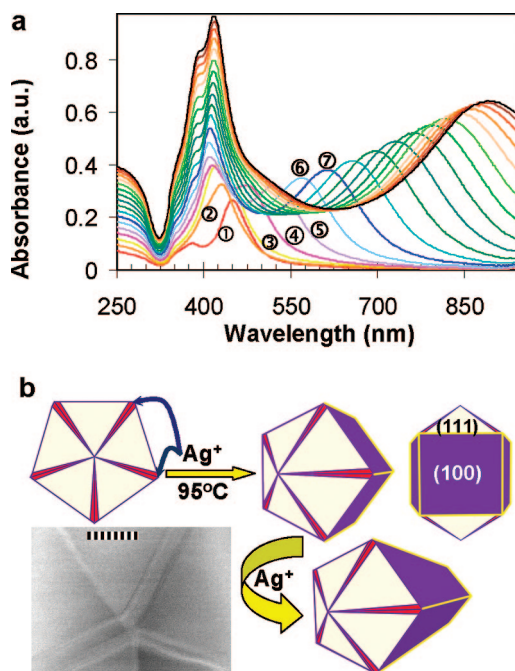 a
Absorbance (a.u.)
0.8
0.6
0.4
0.2
0
① ② ③ ④ ⑤ ⑥ ⑦
250 400 550 700 850
Wavelength (nm)
b
Ag+
95°C
(111)
(100)
Ag+